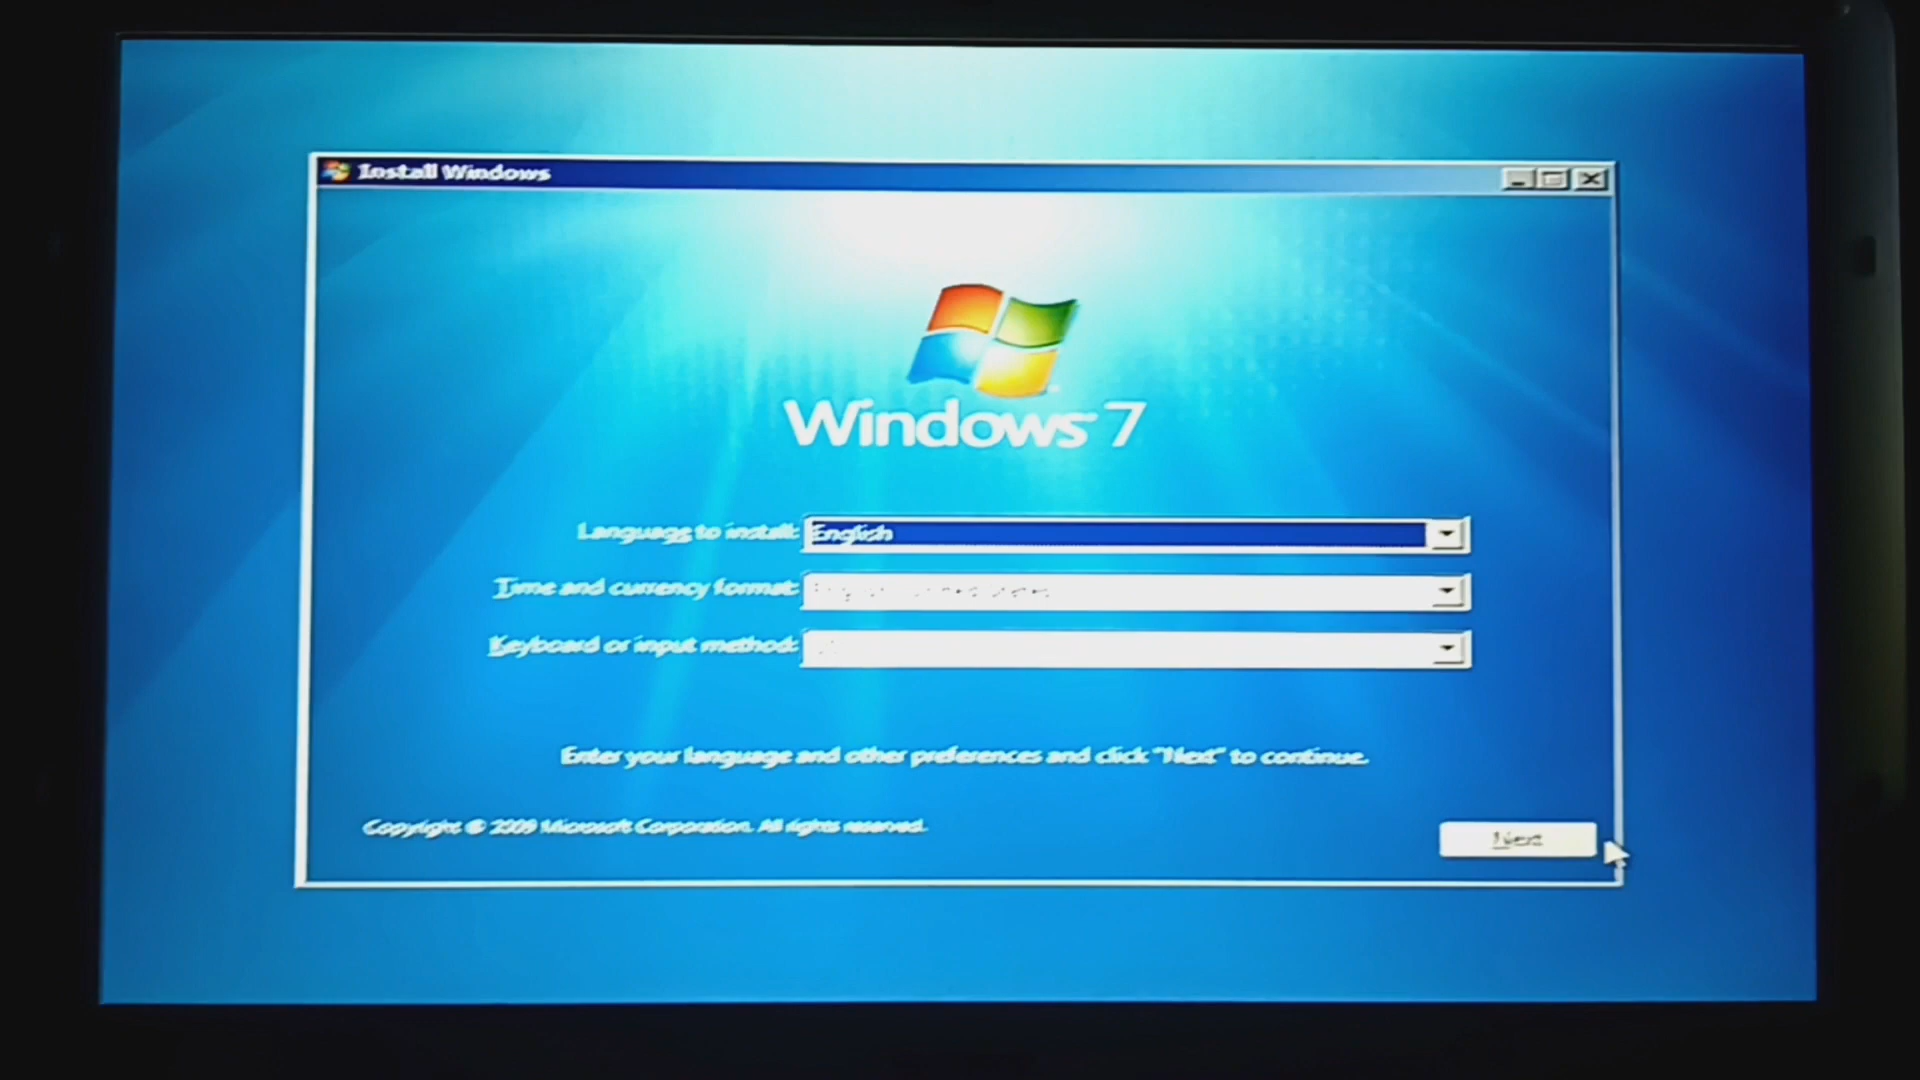 Install Windows
Windows 7
Language to install: English
Time and currency format:
Keyboard or input method:
Enter your language and other preferences and click "Next" to continue.
Copyright © 2009 Microsoft Corporation. All rights reserved.
Next